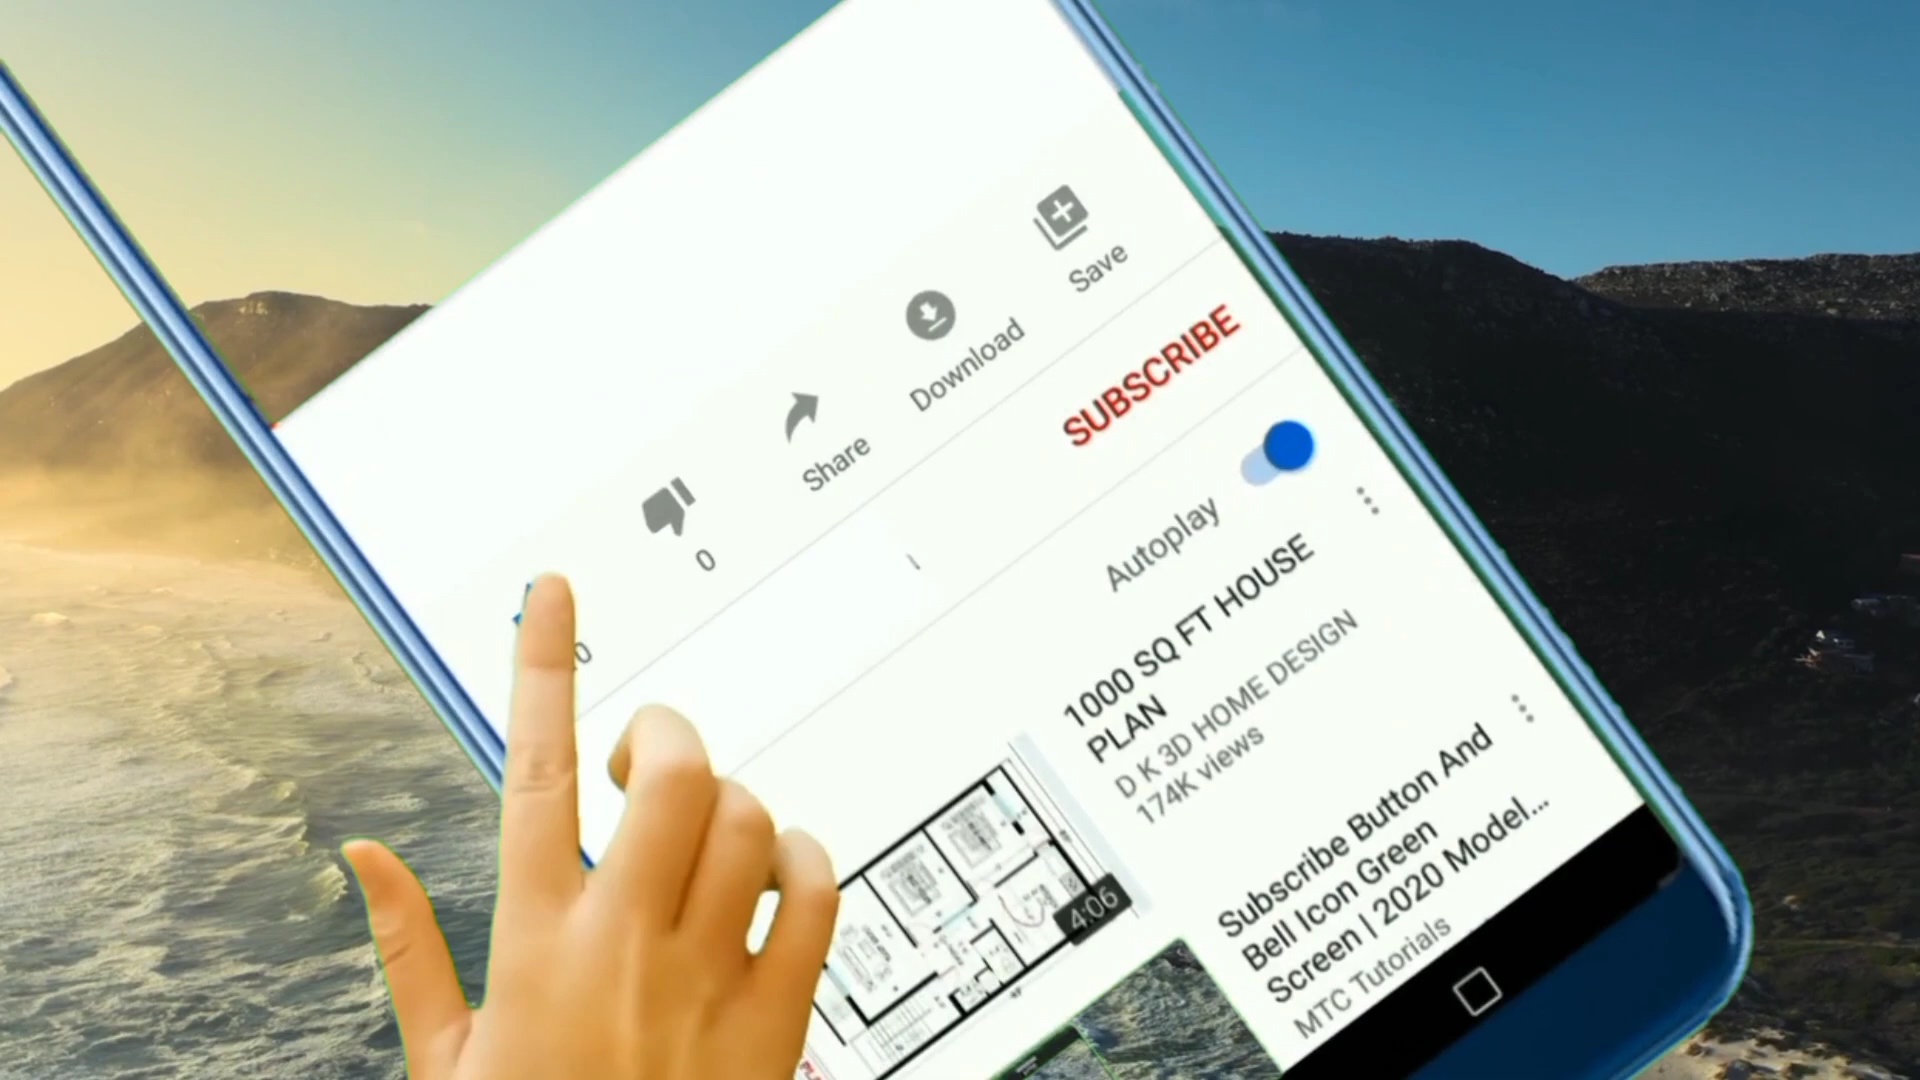 Save
Download
Share
0
0
SUBSCRIBE
Autoplay
1000 SQ FT HOUSE
PLAN
D K 3D HOME DESIGN
174K views
4:06
Subscribe Button And
Bell Icon Green
Screen | 2020 Model...
MTC Tutorials